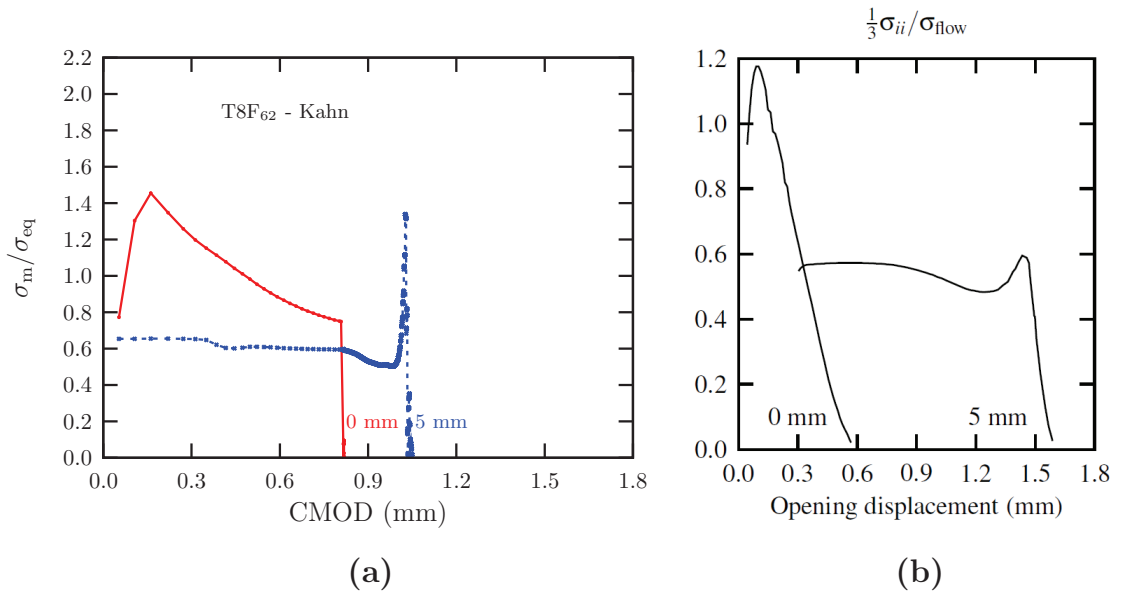 2.2
2.0
1.8
1.6
1.4
1.2
1.0
0.8
0.6
0.4
0.2
0.0
σm/σeq
T8F₆₂ - Kahn
0 mm
5 mm
0.0 0.3 0.6 0.9 1.2 1.5 1.8
CMOD (mm)
(a)
⅓σii/σflow
1.2
1.0
0.8
0.6
0.4
0.2
0.0
0 mm
5 mm
0.0 0.3 0.6 0.9 1.2 1.5 1.8
Opening displacement (mm)
(b)